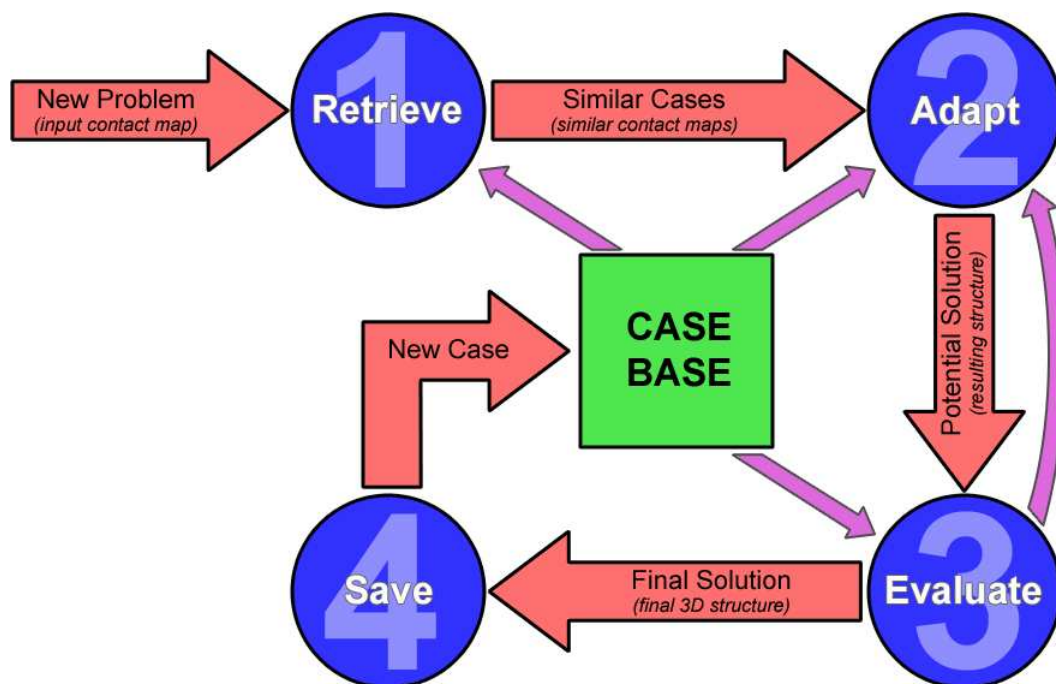 1
Retrieve
New Problem
(input contact map)
Similar Cases
(similar contact maps)
2
Adapt
CASE
BASE
New Case
Potential Solution
(resulting structure)
4
Save
Final Solution
(final 3D structure)
3
Evaluate